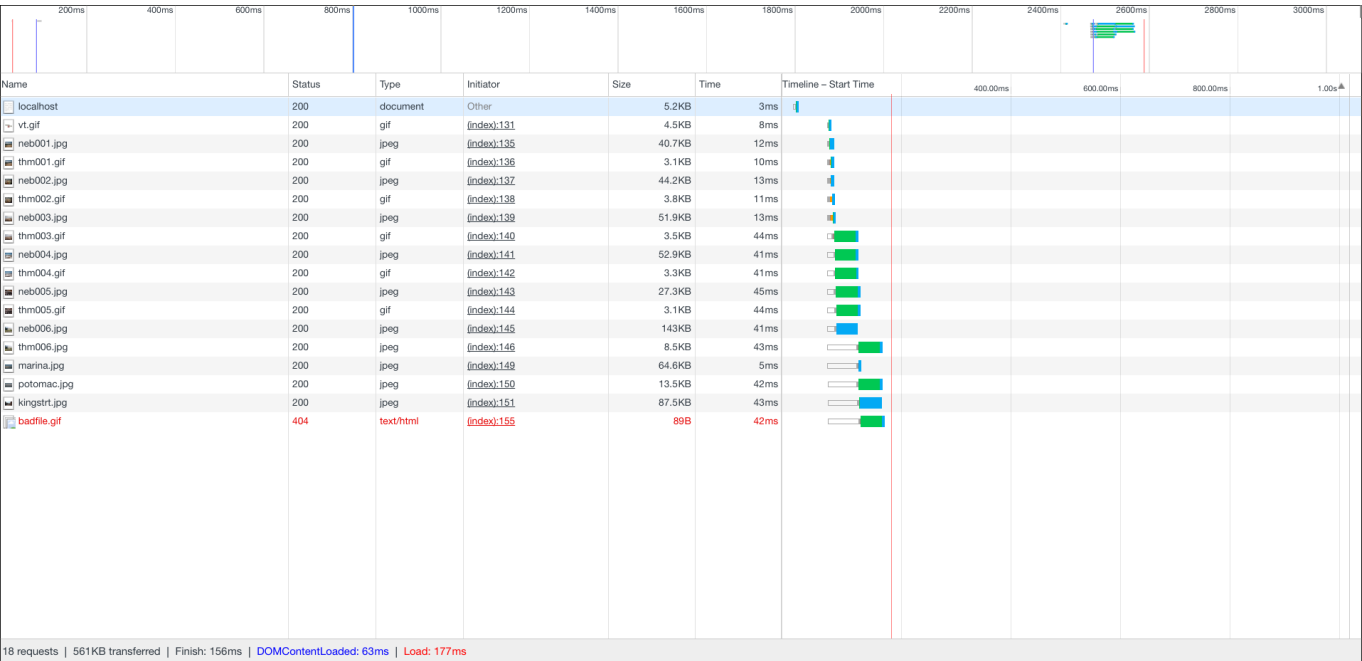 200ms 400ms 600ms 800ms 1000ms 1200ms 1400ms 1600ms 1800ms 2000ms 2200ms 2400ms 2600ms 2800ms 3000ms
Name Status Type Initiator Size Time Timeline – Start Time 400.00ms 600.00ms 800.00ms 1.00s
localhost 200 document Other 5.2KB 3ms
vt.gif 200 gif (index):131 4.5KB 8ms
neb001.jpg 200 jpeg (index):135 40.7KB 12ms
thm001.gif 200 gif (index):136 3.1KB 10ms
neb002.jpg 200 jpeg (index):137 44.2KB 13ms
thm002.gif 200 gif (index):138 3.8KB 11ms
neb003.jpg 200 jpeg (index):139 51.9KB 13ms
thm003.gif 200 gif (index):140 3.5KB 44ms
neb004.jpg 200 jpeg (index):141 52.9KB 41ms
thm004.gif 200 gif (index):142 3.3KB 41ms
neb005.jpg 200 jpeg (index):143 27.3KB 45ms
thm005.gif 200 gif (index):144 3.1KB 44ms
neb006.jpg 200 jpeg (index):145 143KB 41ms
thm006.jpg 200 jpeg (index):146 8.5KB 43ms
marina.jpg 200 jpeg (index):149 64.6KB 5ms
potomac.jpg 200 jpeg (index):150 13.5KB 42ms
kingstrt.jpg 200 jpeg (index):151 87.5KB 43ms
badfile.gif 404 text/html (index):155 89B 42ms
18 requests | 561KB transferred | Finish: 156ms | DOMContentLoaded: 63ms | Load: 177ms